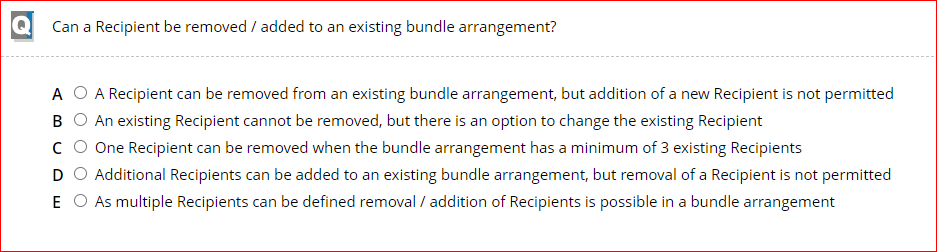 Q Can a Recipient be removed / added to an existing bundle arrangement?
A A Recipient can be removed from an existing bundle arrangement, but addition of a new Recipient is not permitted
B An existing Recipient cannot be removed, but there is an option to change the existing Recipient
C One Recipient can be removed when the bundle arrangement has a minimum of 3 existing Recipients
D Additional Recipients can be added to an existing bundle arrangement, but removal of a Recipient is not permitted
E As multiple Recipients can be defined removal / addition of Recipients is possible in a bundle arrangement